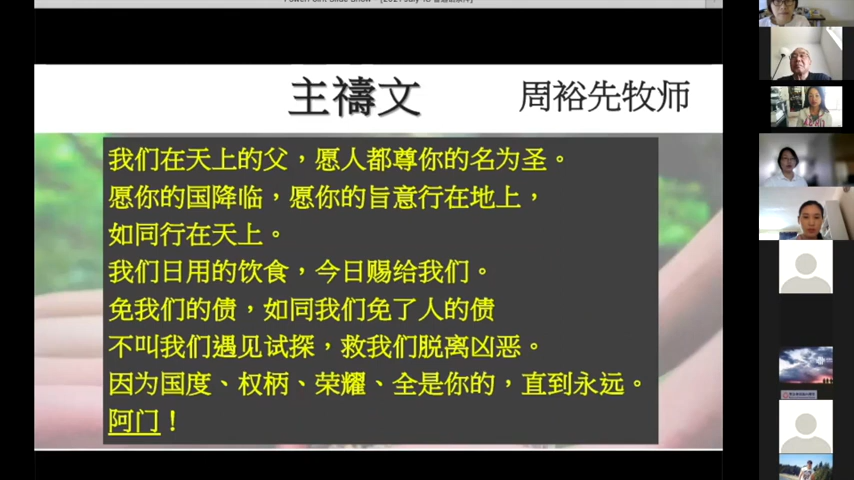 主禱文
周裕先牧师
我们在天上的父，愿人都尊你的名为圣。
愿你的国降临，愿你的旨意行在地上，
如同行在天上。
我们日用的饮食，今日赐给我们。
免我们的债，如同我们免了人的债
不叫我们遇见试探，救我们脱离凶恶。
因为国度、权柄、荣耀、全是你的，直到永远。
阿门！